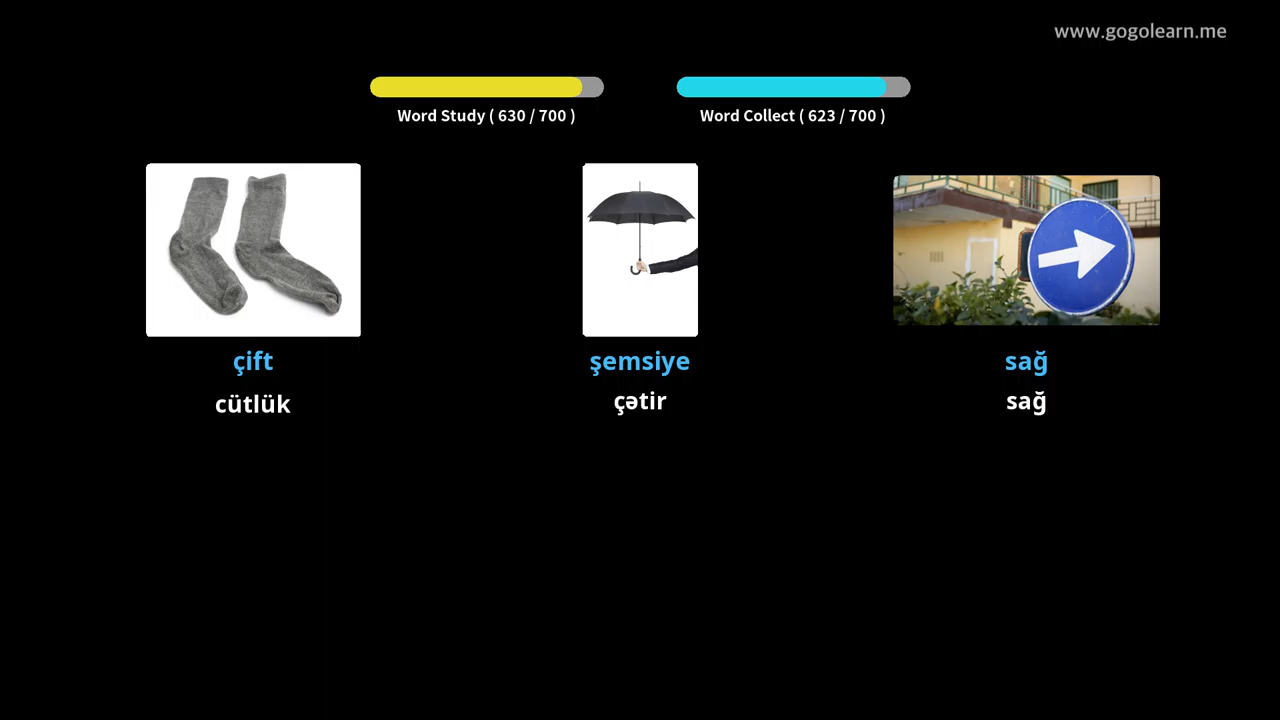 www.gogolearn.me
Word Study ( 630 / 700 )
Word Collect ( 623 / 700 )
çift
şemsiye
sağ
cütlük
çətir
sağ